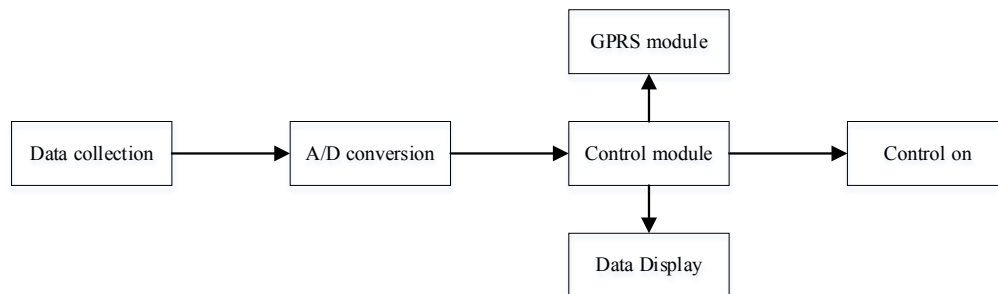 GPRS module
Data collection
A/D conversion
Control module
Control on
Data Display